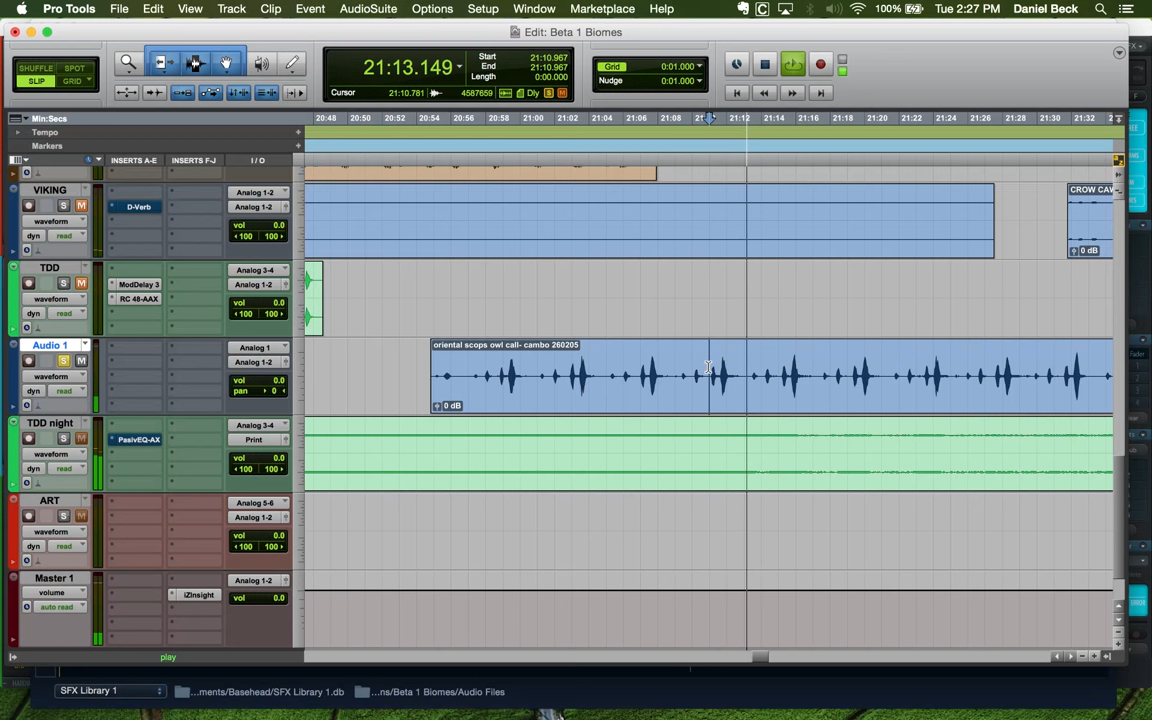 Pro Tools File Edit View Track Clip Event AudioSuite Options Setup Window Marketplace Help 100% Tue 2:27 PM Daniel Beck
Edit: Beta 1 Biomes
SHUFFLE SPOT
SLIP GRID
21:13.149
Start 21:10.967
End 21:10.967
Length 0:00.000
Cursor 21:10.781 4587659 Dly S M
Grid 0:01.000
Nudge 0:01.000
Min:Secs 20:48 20:50 20:52 20:54 20:56 20:58 21:00 21:02 21:04 21:06 21:08 21:12 21:14 21:16 21:18 21:20 21:22 21:24 21:26 21:28 21:30 21:32
Tempo
Markers
INSERTS A-E INSERTS F-J I / O
VIKING
S M
waveform
dyn read
D-Verb
Analog 1-2
Analog 1-2
vol 0.0
100 100
CROW CAW
0 dB
TDD
S M
waveform
dyn read
ModDelay 3
RC 48-AAX
Analog 3-4
Analog 1-2
vol 0.0
100 100
Audio 1
S M
waveform
dyn read
Analog 1
Analog 1-2
vol 0.0
pan 0
oriental scops owl call- cambo 260205
0 dB
TDD night
S M
waveform
dyn read
PasivEQ-AX
Analog 3-4
Print
vol 0.0
100 100
ART
S M
waveform
dyn read
Analog 5-6
Analog 1-2
vol 0.0
100 100
Master 1
volume
auto read
iZInsight
Analog 1-2
vol 0.0
play
SFX Library 1 ...ments/Basehead/SFX Library 1.db ...ns/Beta 1 Biomes/Audio Files